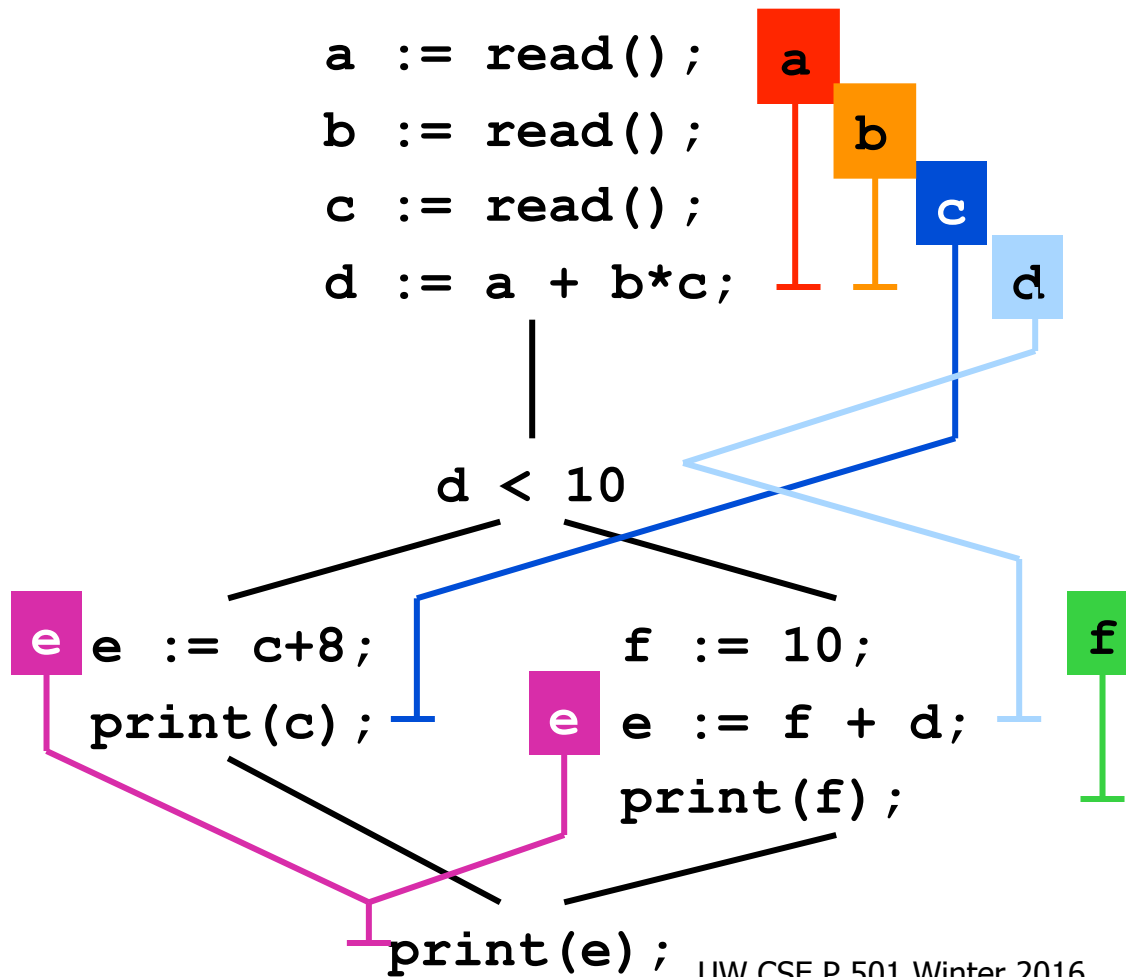 a := read(); a
b := read(); b
c := read(); c
d := a + b*c; d
d < 10
e e := c+8;
print(c);
f := 10; f
e e := f + d;
print(f);
print(e);
UW CSE P 501 Winter 2016